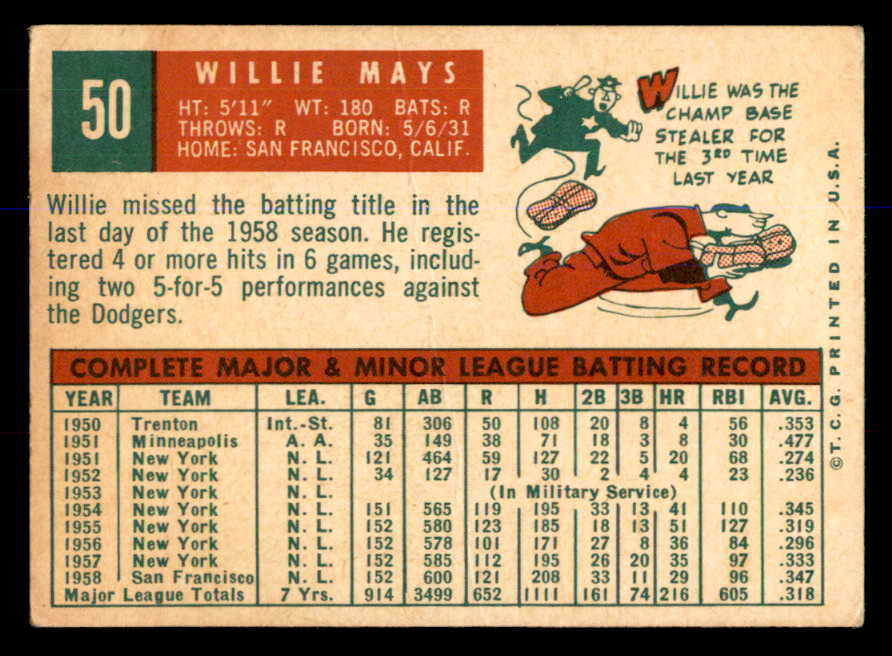 50
WILLIE MAYS
HT: 5'11" WT: 180 BATS: R
THROWS: R BORN: 5/6/31
HOME: SAN FRANCISCO, CALIF.
Willie missed the batting title in the
last day of the 1958 season. He regis-
tered 4 or more hits in 6 games, includ-
ing two 5-for-5 performances against
the Dodgers.
WILLIE WAS THE
CHAMP BASE
STEALER FOR
THE 3RD TIME
LAST YEAR
COMPLETE MAJOR & MINOR LEAGUE BATTING RECORD
YEAR TEAM LEA. G AB R H 2B 3B HR RBI AVG.
1950 Trenton Int.-St. 81 306 50 108 20 8 4 56 .353
1951 Minneapolis A. A. 35 149 38 71 18 3 8 30 .477
1951 New York N. L. 121 464 59 127 22 5 20 68 .274
1952 New York N. L. 34 127 17 30 2 4 4 23 .236
1953 New York N. L. (In Military Service)
1954 New York N. L. 151 565 119 195 33 13 41 110 .345
1955 New York N. L. 152 580 123 185 18 13 51 127 .319
1956 New York N. L. 152 578 101 171 27 8 36 84 .296
1957 New York N. L. 152 585 112 195 26 20 35 97 .333
1958 San Francisco N. L. 152 600 121 208 33 11 29 96 .347
Major League Totals 7 Yrs. 914 3499 652 1111 161 74 216 605 .318
©T.C.G. PRINTED IN U.S.A.